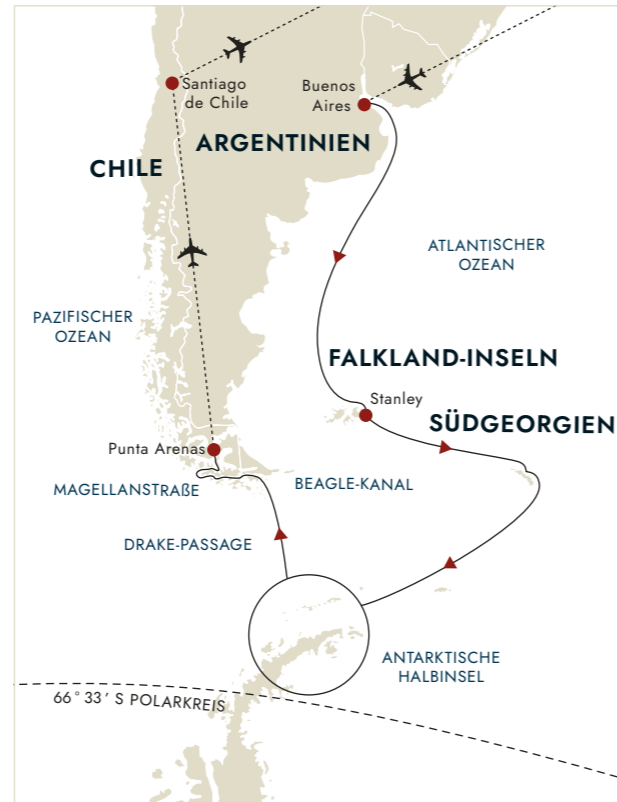 Santiago
de Chile
Buenos
Aires
ARGENTINIEN
CHILE
ATLANTISCHER
OZEAN
PAZIFISCHER
OZEAN
FALKLAND-INSELN
Stanley
SÜDGEORGIEN
Punta Arenas
MAGELLANSTRAßE
BEAGLE-KANAL
DRAKE-PASSAGE
ANTARKTISCHE
HALBINSEL
66° 33′ S POLARKREIS